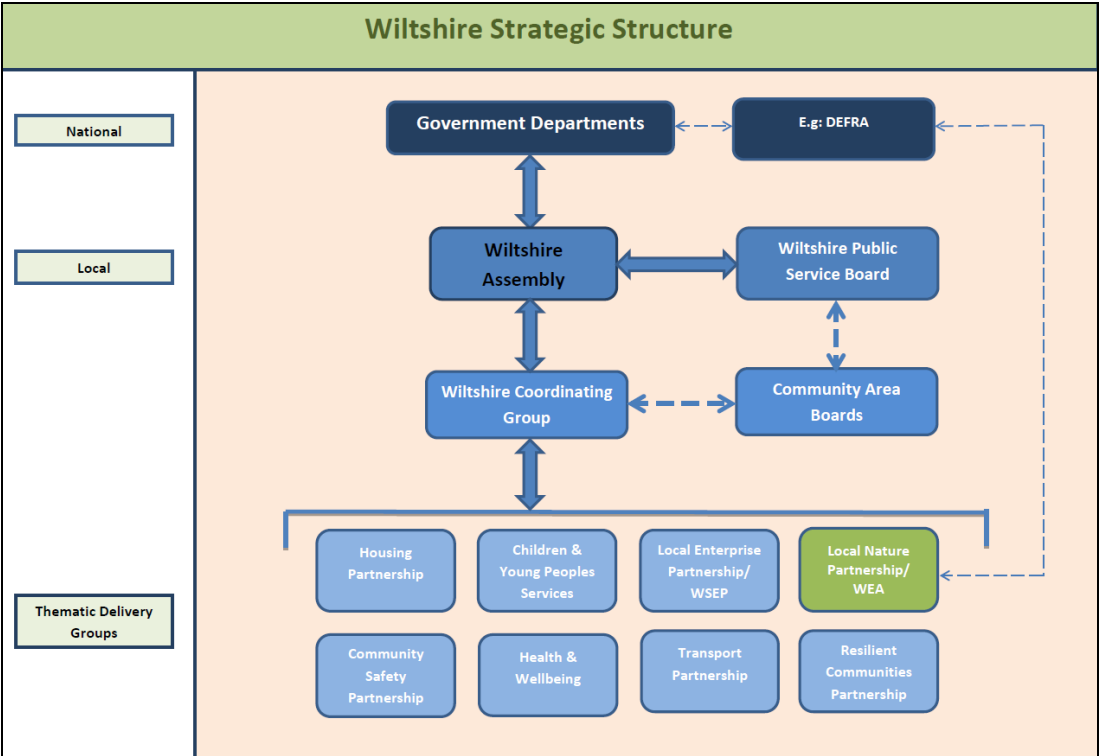 Wiltshire Strategic Structure
National
Government Departments
E.g: DEFRA
Local
Wiltshire
Assembly
Wiltshire Public
Service Board
Wiltshire Coordinating
Group
Community Area
Boards
Thematic Delivery
Groups
Housing
Partnership
Children &
Young Peoples
Services
Local Enterprise
Partnership/
WSEP
Local Nature
Partnership/
WEA
Community
Safety
Partnership
Health &
Wellbeing
Transport
Partnership
Resilient
Communities
Partnership